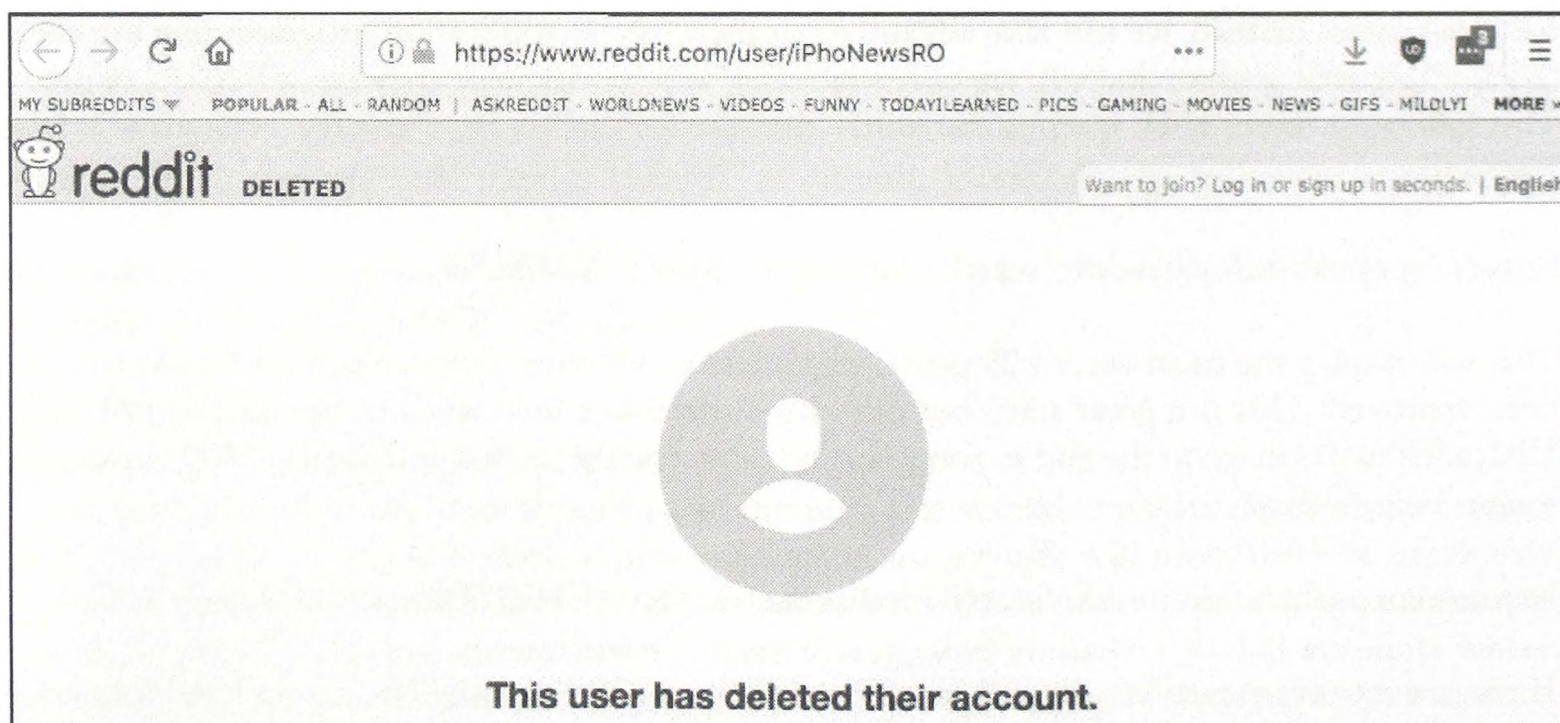 https://www.reddit.com/user/iPhoNewsRO
MY SUBREDDITS POPULAR - ALL - RANDOM | ASKREDDIT - WORLDNEWS - VIDEOS - FUNNY - TODAYILEARNED - PICS - GAMING - MOVIES - NEWS - GIFS - MILDLYI MORE »
reddit DELETED
Want to join? Log in or sign up in seconds. | English
This user has deleted their account.